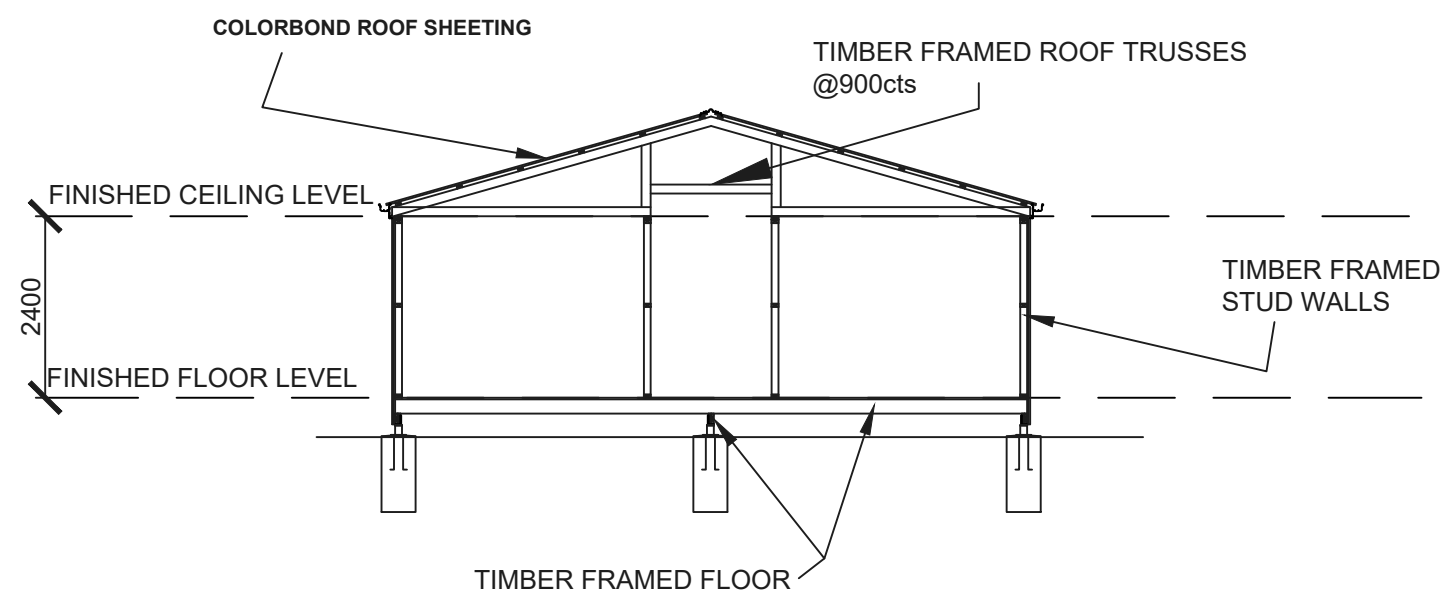 COLORBOND ROOF SHEETING
TIMBER FRAMED ROOF TRUSSES
@900cts
FINISHED CEILING LEVEL
2400
TIMBER FRAMED
STUD WALLS
FINISHED FLOOR LEVEL
TIMBER FRAMED FLOOR